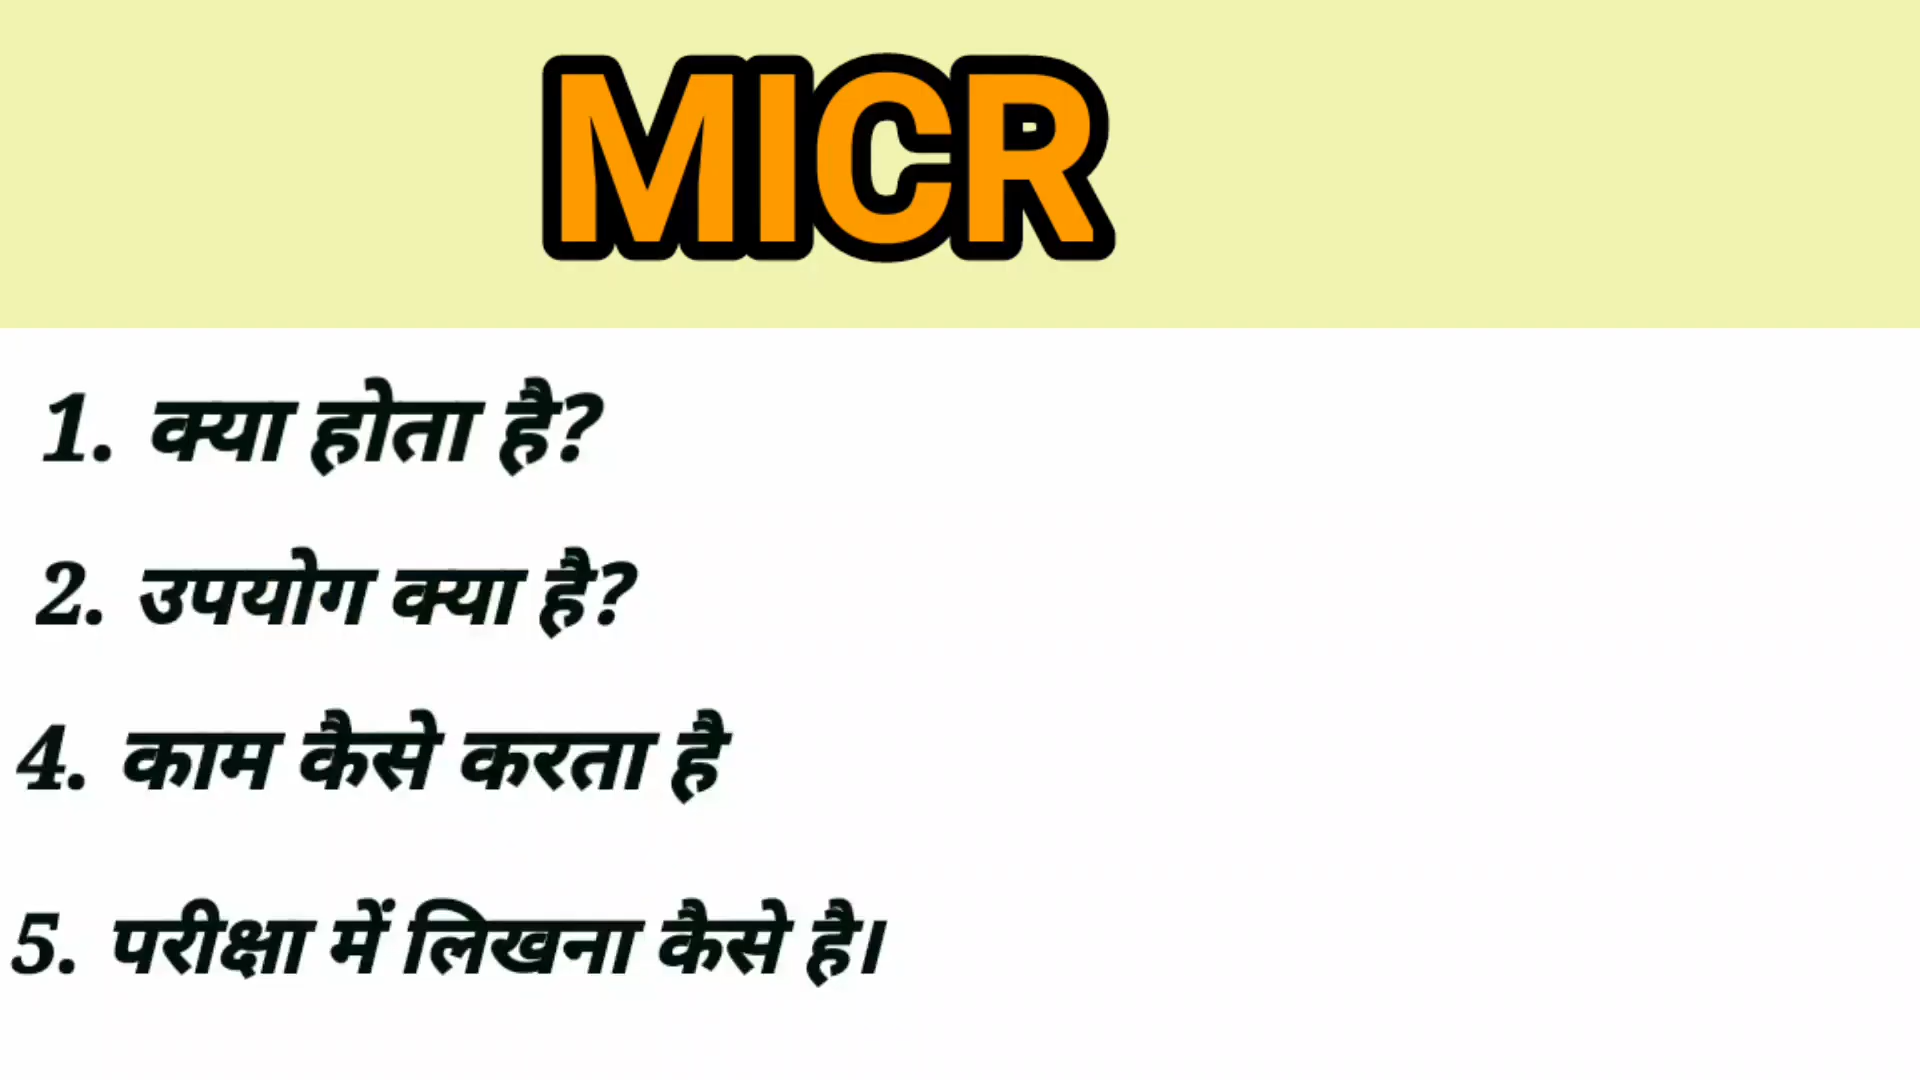 MICR
1. क्या होता है?
2. उपयोग क्या है?
4. काम कैसे करता है
5. परीक्षा में लिखना कैसे है।